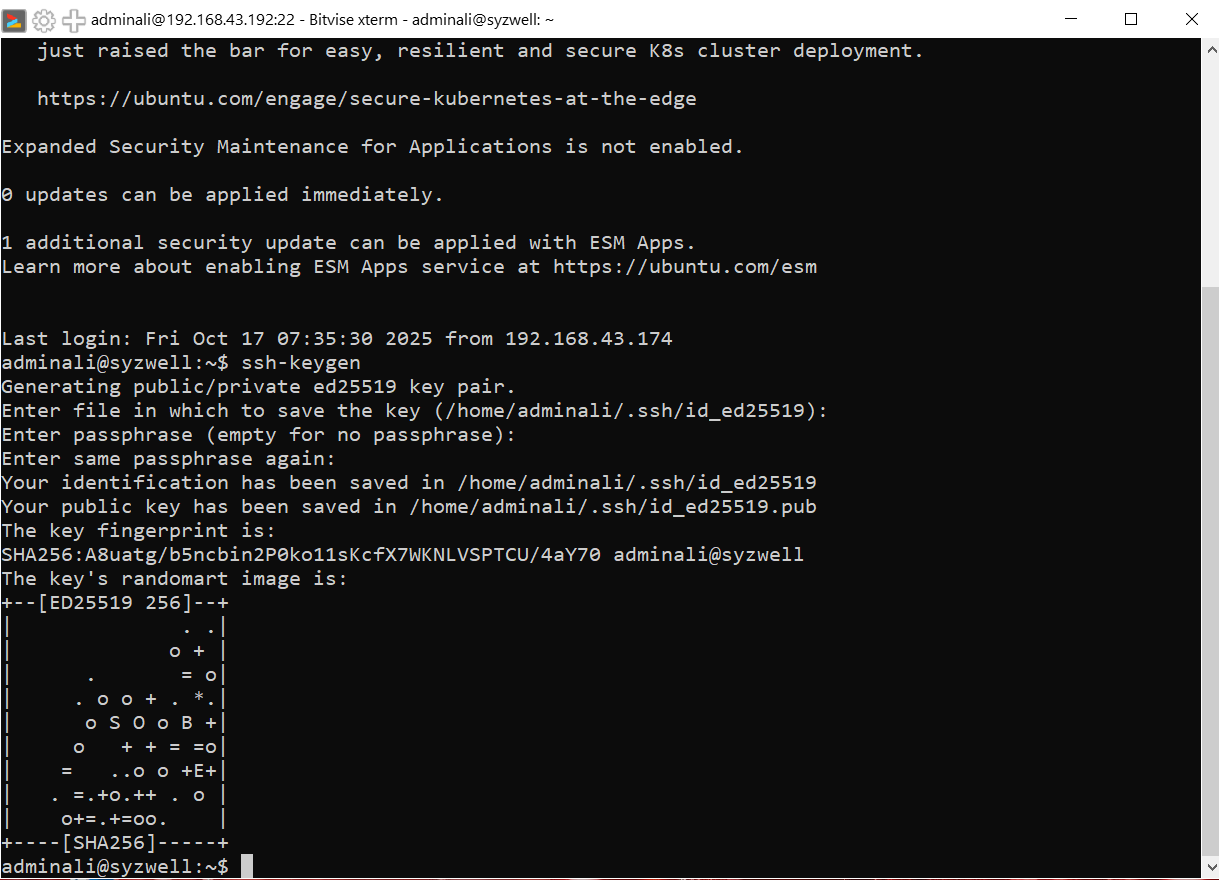 adminali@192.168.43.192:22 - Bitvise xterm - adminali@syzwell: ~
   just raised the bar for easy, resilient and secure K8s cluster deployment.
   https://ubuntu.com/engage/secure-kubernetes-at-the-edge
Expanded Security Maintenance for Applications is not enabled.
0 updates can be applied immediately.
1 additional security update can be applied with ESM Apps.
Learn more about enabling ESM Apps service at https://ubuntu.com/esm
Last login: Fri Oct 17 07:35:30 2025 from 192.168.43.174
adminali@syzwell:~$ ssh-keygen
Generating public/private ed25519 key pair.
Enter file in which to save the key (/home/adminali/.ssh/id_ed25519):
Enter passphrase (empty for no passphrase):
Enter same passphrase again:
Your identification has been saved in /home/adminali/.ssh/id_ed25519
Your public key has been saved in /home/adminali/.ssh/id_ed25519.pub
The key fingerprint is:
SHA256:A8uatg/b5ncbin2P0ko11sKcfX7WKNLVSPTCU/4aY70 adminali@syzwell
The key's randomart image is:
+--[ED25519 256]--+
|              . .|
|             o + |
|      .       = o|
|     . o o + . *.|
|      o S O o B +|
|     o   + + = =o|
|    =   ..o o +E+|
|   . =.+o.++ . o |
|    o+=.+=oo.    |
+----[SHA256]-----+
adminali@syzwell:~$